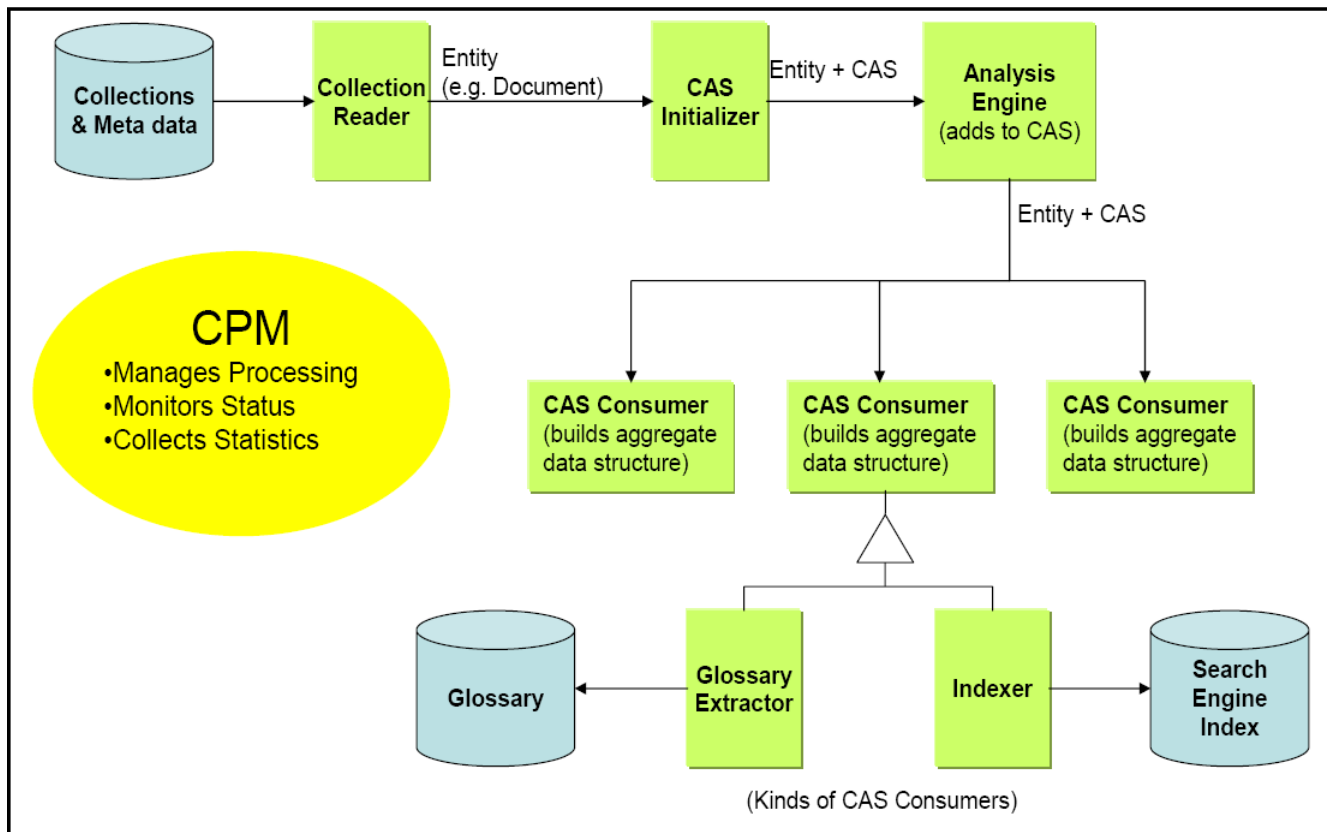 Collections
& Meta data
Collection
Reader
Entity
(e.g. Document)
CAS
Initializer
Entity + CAS
Analysis
Engine
(adds to CAS)
Entity + CAS
CPM
•Manages Processing
•Monitors Status
•Collects Statistics
CAS Consumer
(builds aggregate
data structure)
CAS Consumer
(builds aggregate
data structure)
CAS Consumer
(builds aggregate
data structure)
Glossary
Glossary
Extractor
Indexer
Search
Engine
Index
(Kinds of CAS Consumers)